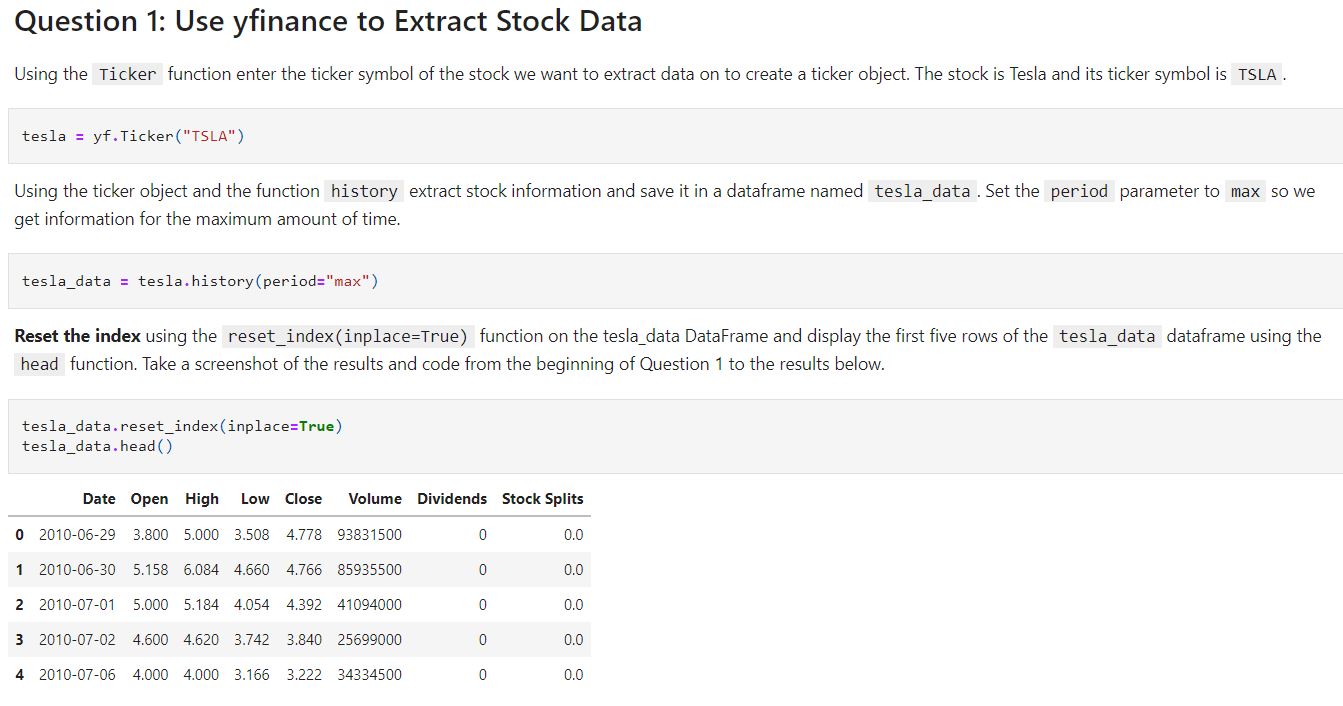 Question 1: Use yfinance to Extract Stock Data
Using the Ticker function enter the ticker symbol of the stock we want to extract data on to create a ticker object. The stock is Tesla and its ticker symbol is TSLA .
tesla = yf.Ticker("TSLA")
Using the ticker object and the function history extract stock information and save it in a dataframe named tesla_data . Set the period parameter to max so we
get information for the maximum amount of time.
tesla_data = tesla.history(period="max")
Reset the index using the reset_index(inplace=True) function on the tesla_data DataFrame and display the first five rows of the tesla_data dataframe using the
head function. Take a screenshot of the results and code from the beginning of Question 1 to the results below.
tesla_data.reset_index(inplace=True)
tesla_data.head()
Date Open High Low Close Volume Dividends Stock Splits
0 2010-06-29 3.800 5.000 3.508 4.778 93831500 0 0.0
1 2010-06-30 5.158 6.084 4.660 4.766 85935500 0 0.0
2 2010-07-01 5.000 5.184 4.054 4.392 41094000 0 0.0
3 2010-07-02 4.600 4.620 3.742 3.840 25699000 0 0.0
4 2010-07-06 4.000 4.000 3.166 3.222 34334500 0 0.0